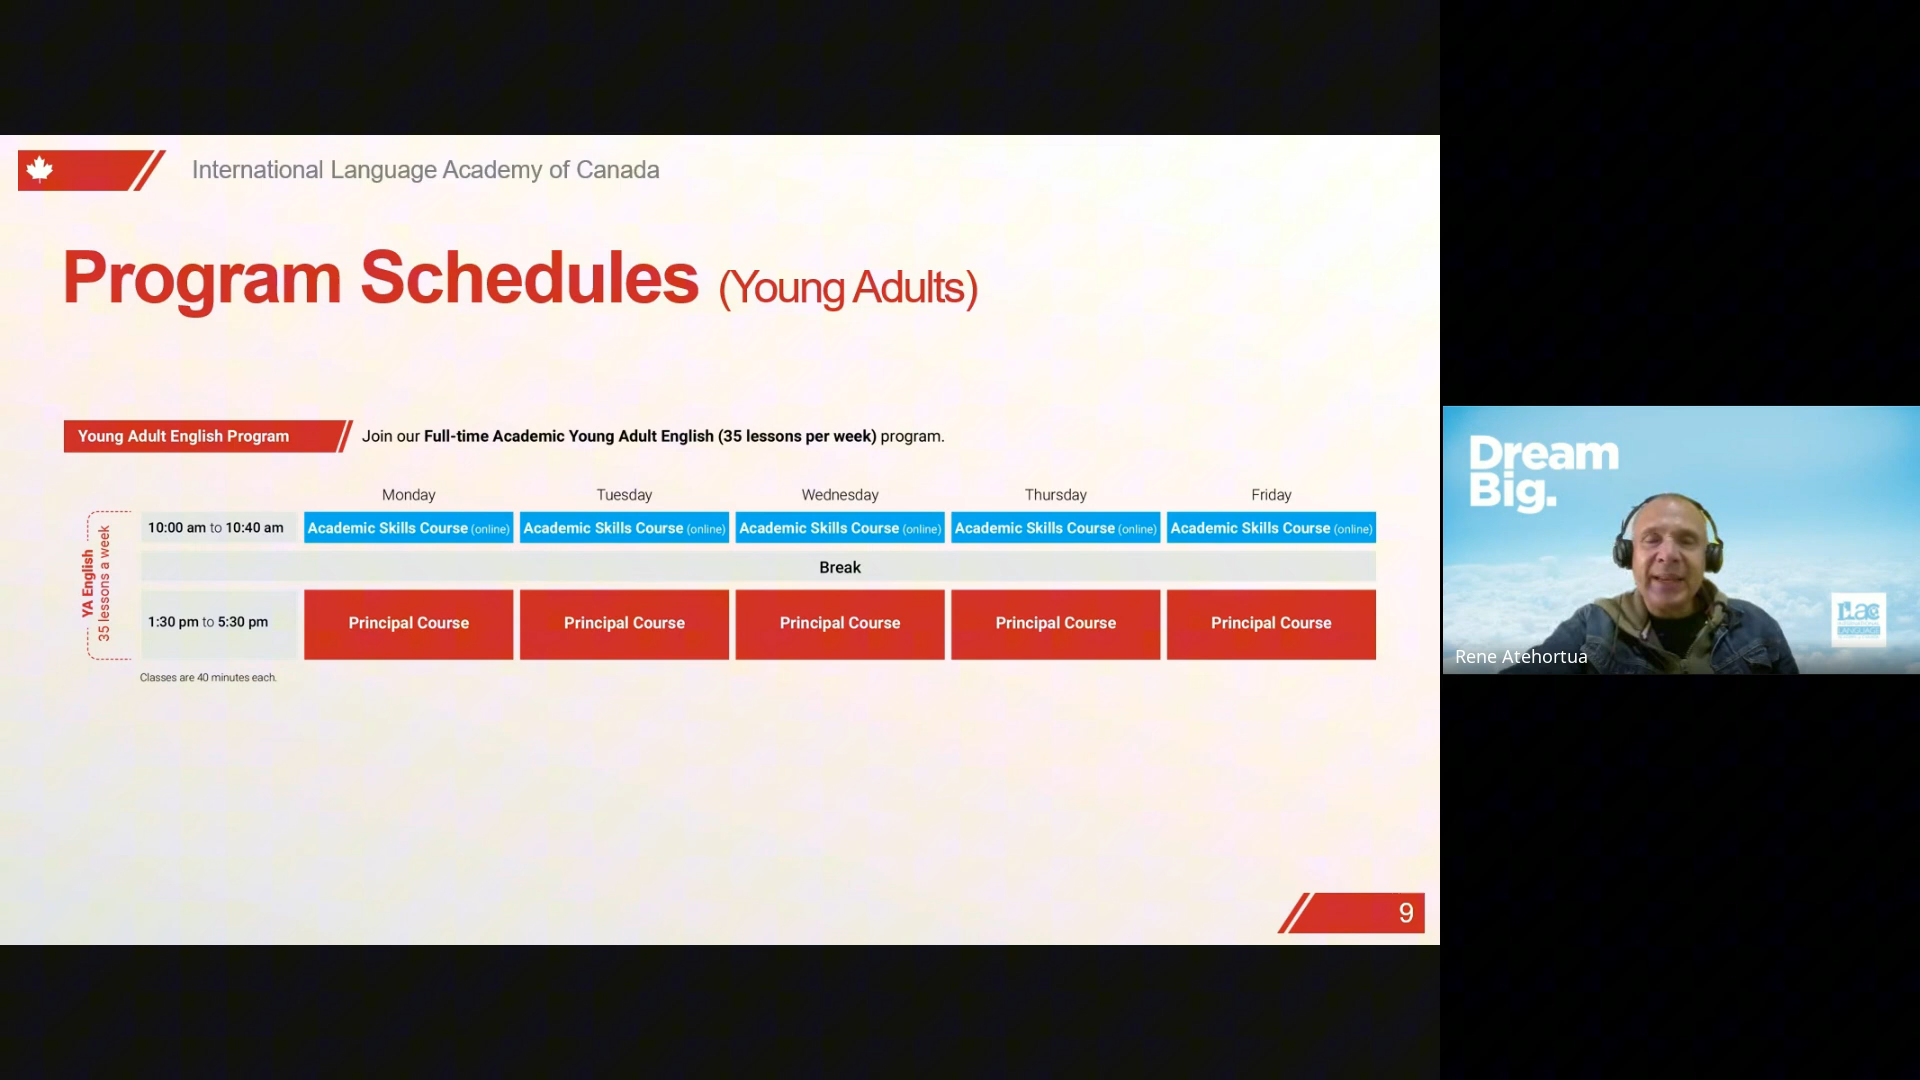 International Language Academy of Canada
Program Schedules (Young Adults)
Young Adult English Program
Join our Full-time Academic Young Adult English (35 lessons per week) program.
Monday Tuesday Wednesday Thursday Friday
YA English
35 lessons a week
10:00 am to 10:40 am Academic Skills Course (online) Academic Skills Course (online) Academic Skills Course (online) Academic Skills Course (online) Academic Skills Course (online)
Break
1:30 pm to 5:30 pm Principal Course Principal Course Principal Course Principal Course Principal Course
Classes are 40 minutes each.
9
Dream
Big.
Rene Atehortua